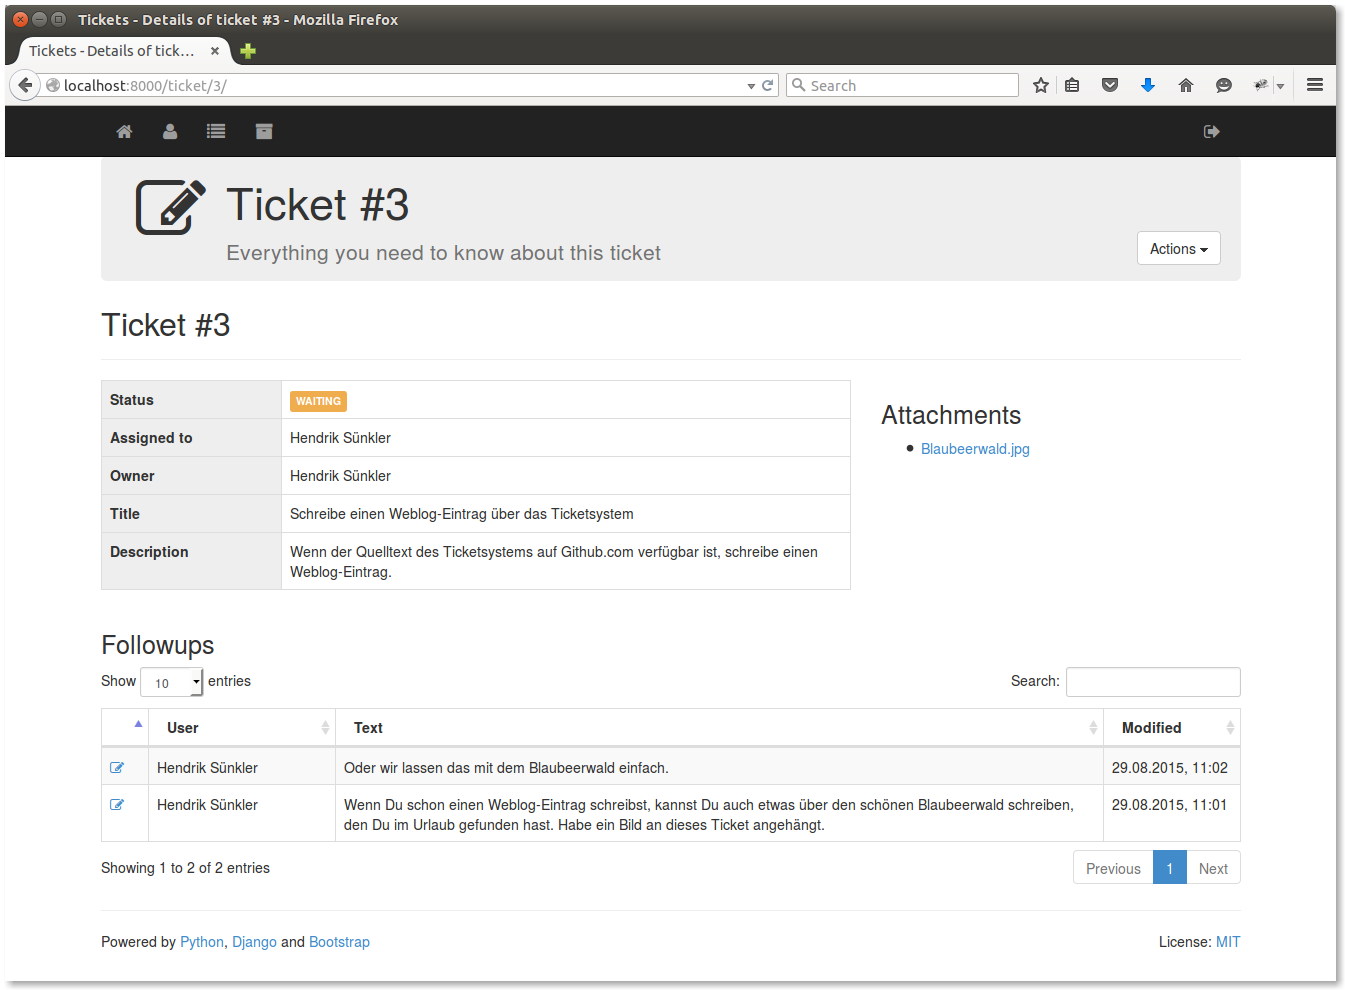 Tickets - Details of ticket #3 - Mozilla Firefox
Tickets - Details of tick...
localhost:8000/ticket/3/
Search
Ticket #3
Everything you need to know about this ticket
Actions
Ticket #3
Status WAITING
Assigned to Hendrik Sünkler
Owner Hendrik Sünkler
Title Schreibe einen Weblog-Eintrag über das Ticketsystem
Description Wenn der Quelltext des Ticketsystems auf Github.com verfügbar ist, schreibe einen
Weblog-Eintrag.
Attachments
Blaubeerwald.jpg
Followups
Show 10 entries
Search:
User Text Modified
Hendrik Sünkler Oder wir lassen das mit dem Blaubeerwald einfach. 29.08.2015, 11:02
Hendrik Sünkler Wenn Du schon einen Weblog-Eintrag schreibst, kannst Du auch etwas über den schönen Blaubeerwald schreiben, 29.08.2015, 11:01
den Du im Urlaub gefunden hast. Habe ein Bild an dieses Ticket angehängt.
Showing 1 to 2 of 2 entries
Previous 1 Next
Powered by Python, Django and Bootstrap
License: MIT